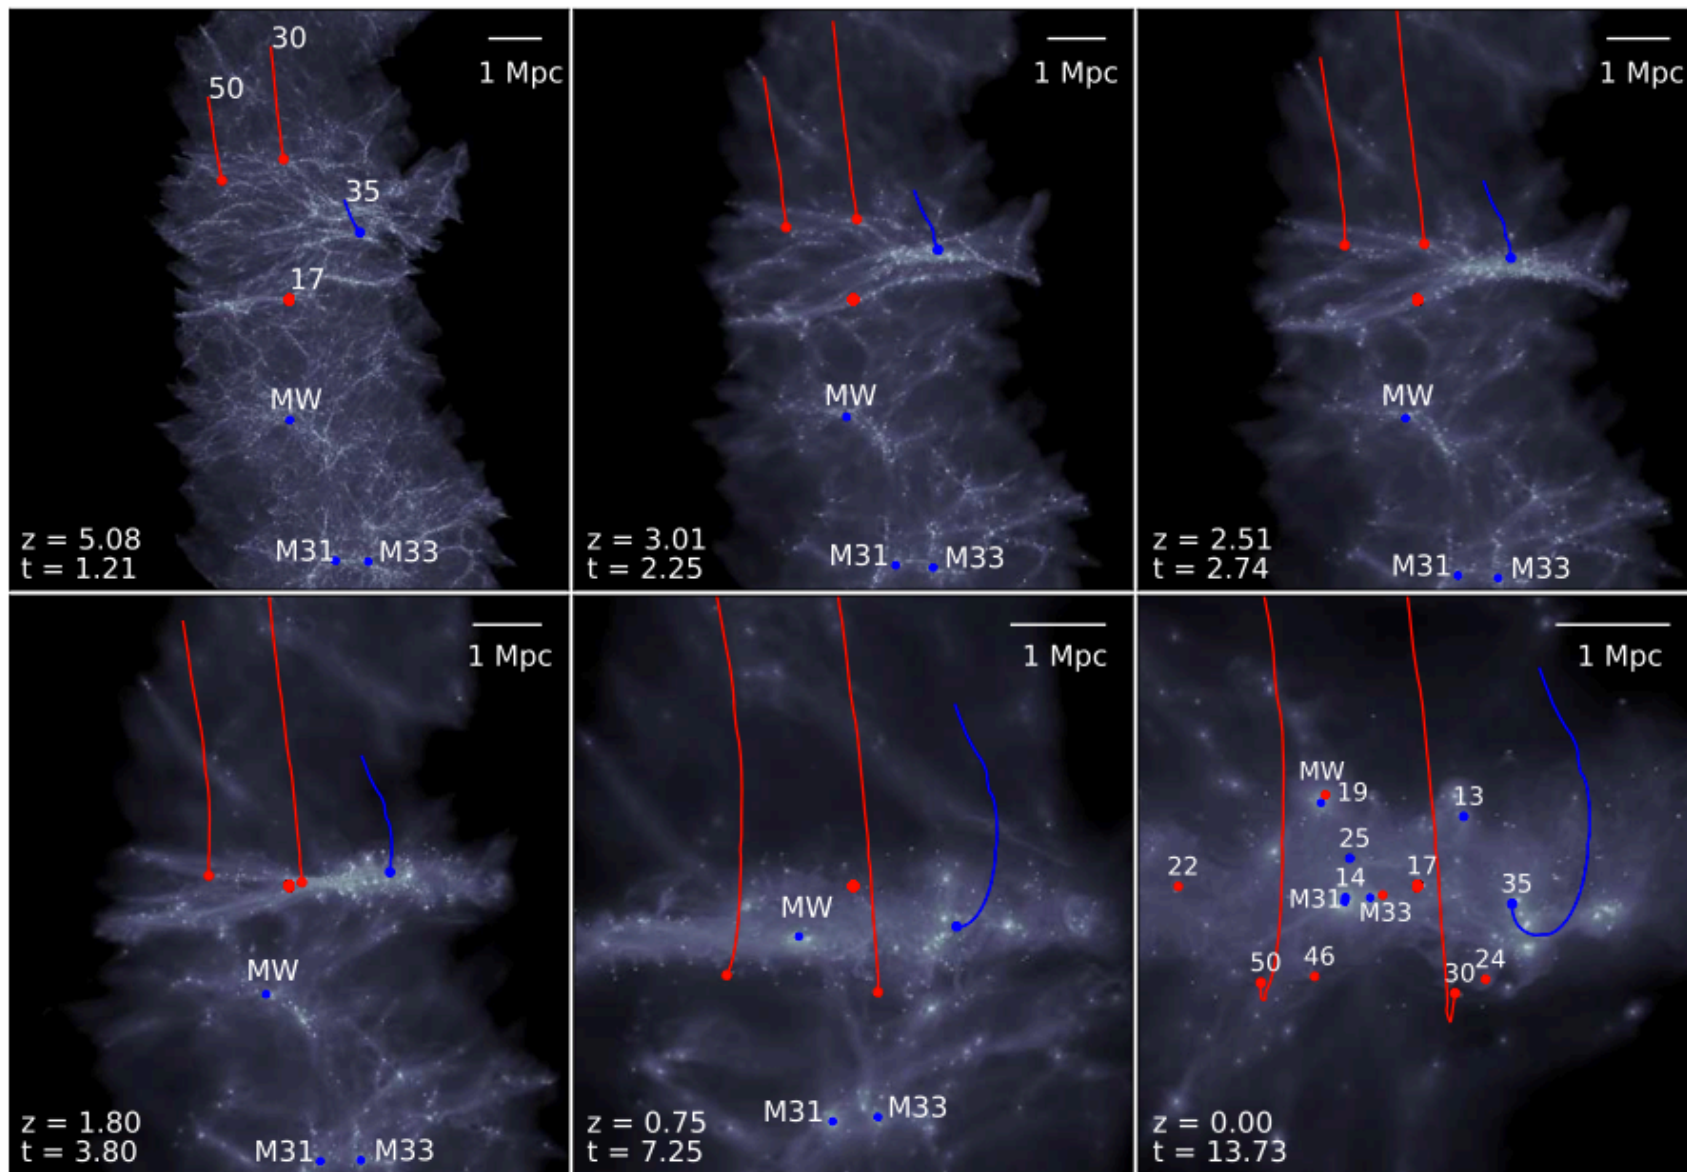 30
1 Mpc
50
35
17
MW
M31
M33
z = 5.08
t = 1.21
1 Mpc
MW
M31
M33
z = 3.01
t = 2.25
1 Mpc
MW
M31
M33
z = 2.51
t = 2.74
1 Mpc
MW
M31
M33
z = 1.80
t = 3.80
1 Mpc
MW
M31
M33
z = 0.75
t = 7.25
1 Mpc
MW
19
13
25
22
14
17
M31
M33
35
50
46
30
24
z = 0.00
t = 13.73